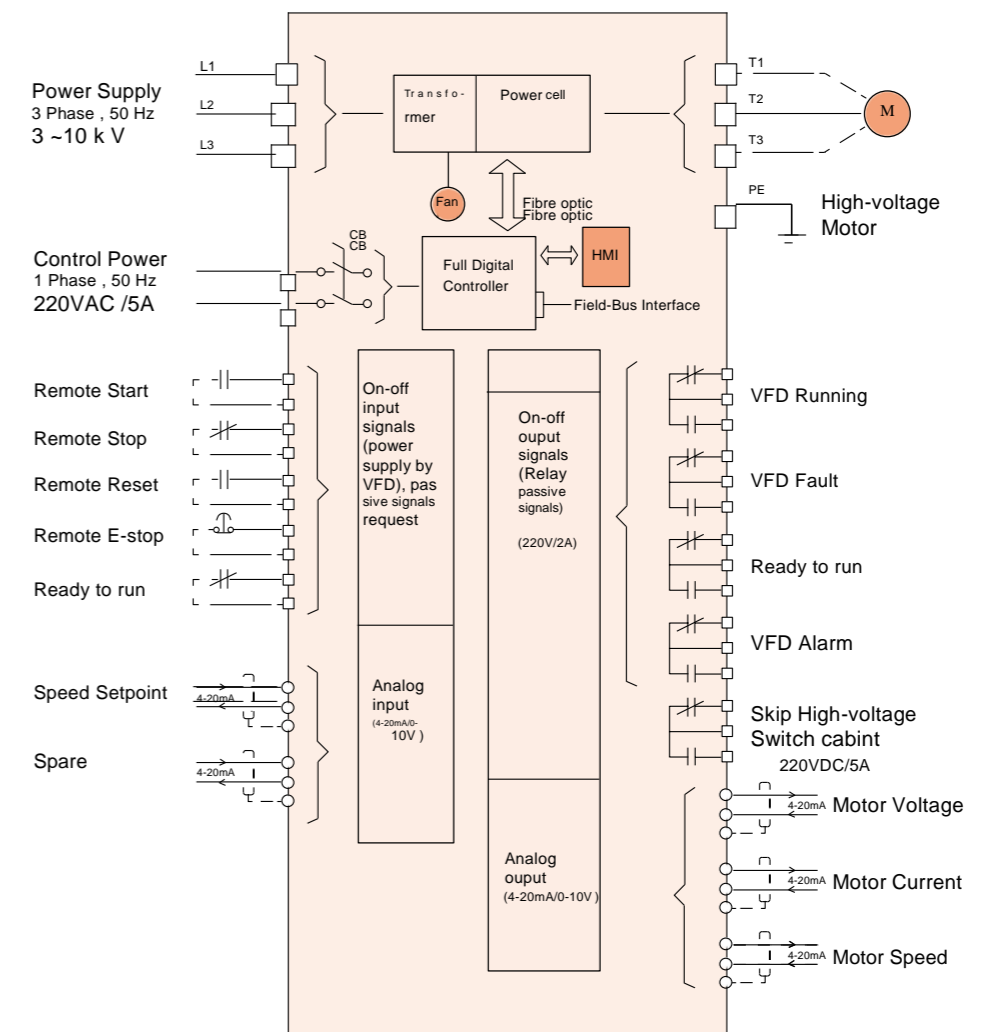 L1
Power Supply
3 Phase , 50 Hz
3 ~10 k V
L2
L3
Transfo-
rmer
Power cell
T1
T2
T3
M
PE
High-voltage
Motor
Fan
Fibre optic
Fibre optic
Control Power
1 Phase , 50 Hz
220VAC /5A
CB
CB
Full Digital
Controller
HMI
Field-Bus Interface
Remote Start
Remote Stop
Remote Reset
Remote E-stop
Ready to run
On-off
input
signals
(power
supply by
VFD), pas
sive signals
request
On-off
ouput
signals
(Relay
passive
signals)
(220V/2A)
VFD Running
VFD Fault
Ready to run
VFD Alarm
Skip High-voltage
Switch cabint
220VDC/5A
Speed Setpoint
4-20mA
Spare
4-20mA
Analog
input
(4-20mA/0-
10V )
Analog
ouput
(4-20mA/0-10V )
4-20mA
Motor Voltage
4-20mA
Motor Current
4-20mA
Motor Speed